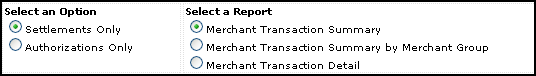 Select an Option
Settlements Only
Authorizations Only
Select a Report
Merchant Transaction Summary
Merchant Transaction Summary by Merchant Group
Merchant Transaction Detail